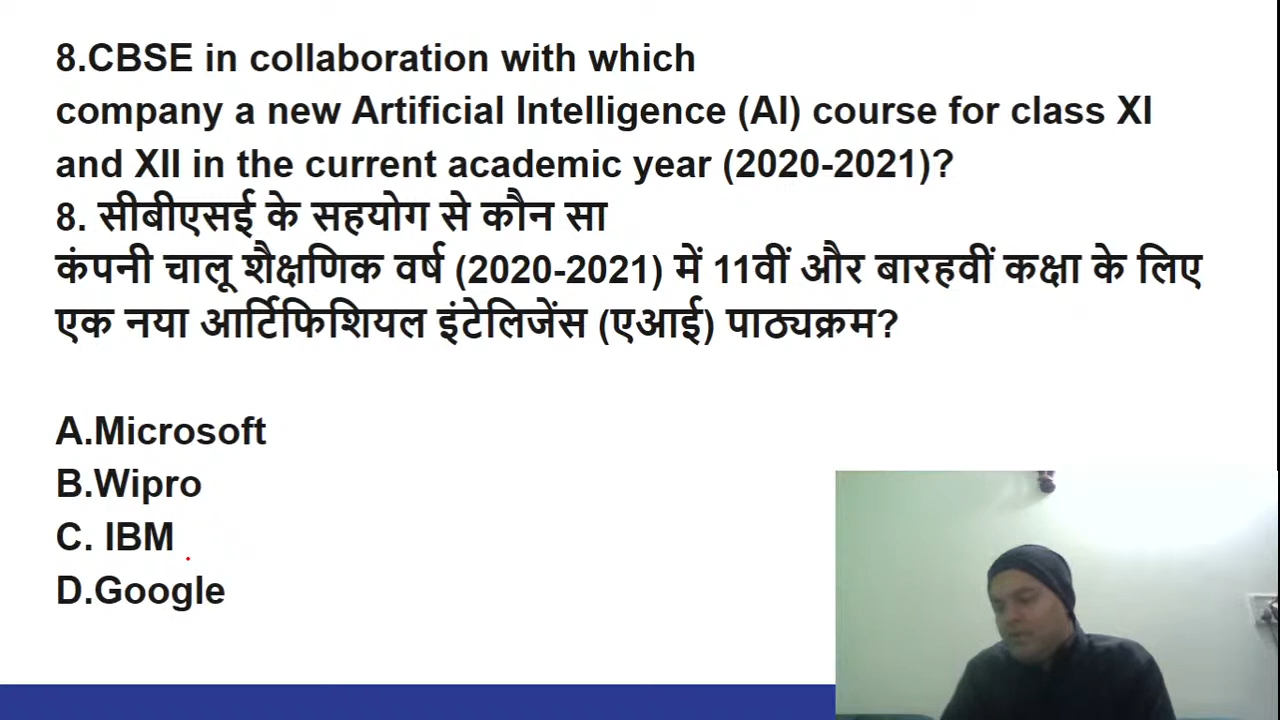 8.CBSE in collaboration with which
company a new Artificial Intelligence (AI) course for class XI
and XII in the current academic year (2020-2021)?
8. सीबीएसई के सहयोग से कौन सा
कंपनी चालू शैक्षणिक वर्ष (2020-2021) में 11वीं और बारहवीं कक्षा के लिए
एक नया आर्टिफिशियल इंटेलिजेंस (एआई) पाठ्यक्रम?
A.Microsoft
B.Wipro
C. IBM
D.Google